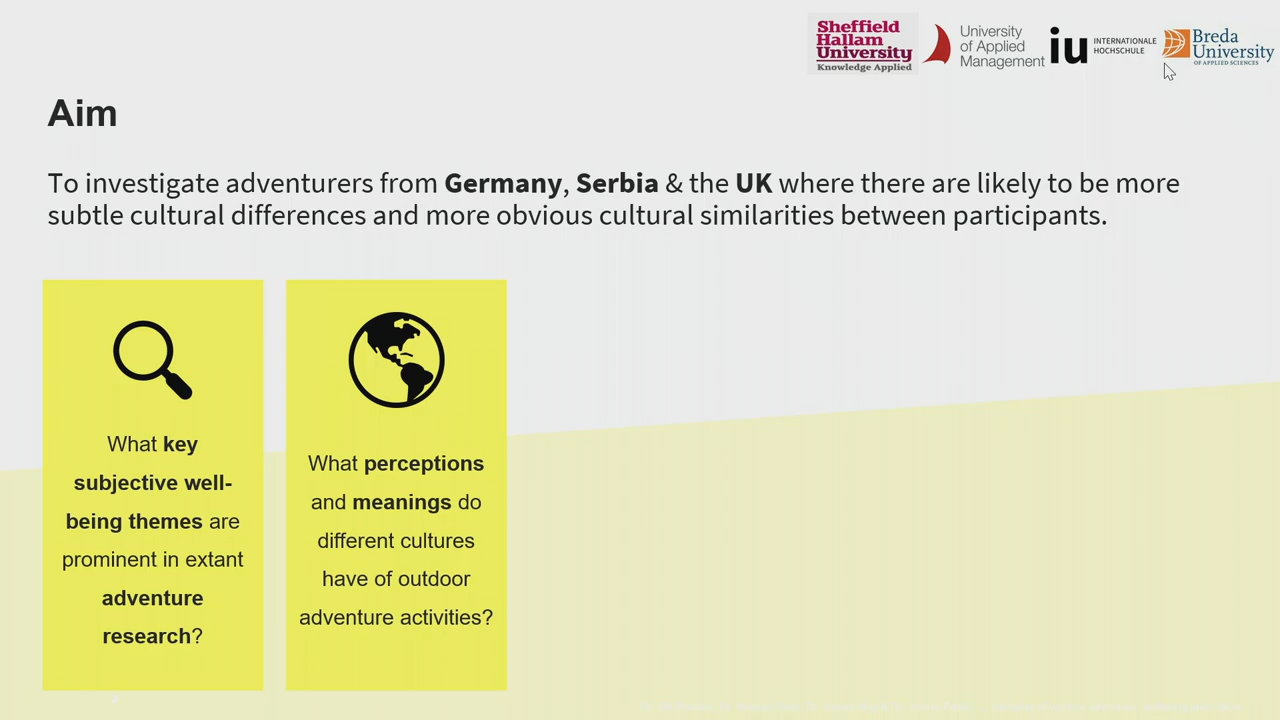 Sheffield
Hallam
University
Knowledge Applied
University
of Applied
Management
iu INTERNATIONALE
HOCHSCHULE
Breda
University
OF APPLIED SCIENCES
Aim
To investigate adventurers from Germany, Serbia & the UK where there are likely to be more
subtle cultural differences and more obvious cultural similarities between participants.
What key
subjective well-
being themes are
prominent in extant
adventure
research?
What perceptions
and meanings do
different cultures
have of outdoor
adventure activities?